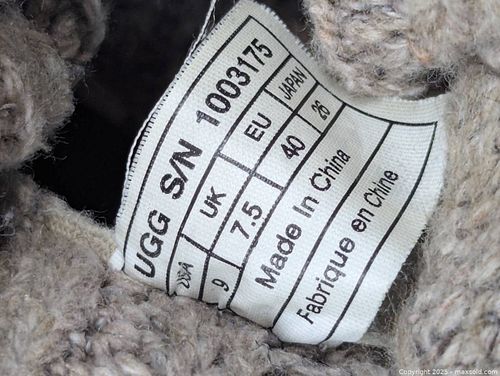 UGG S/N 1003175
USA UK EU JAPAN
9 7.5 40 26
Made In China
Fabrique en Chine
Copyright 2025 - maxsold.com